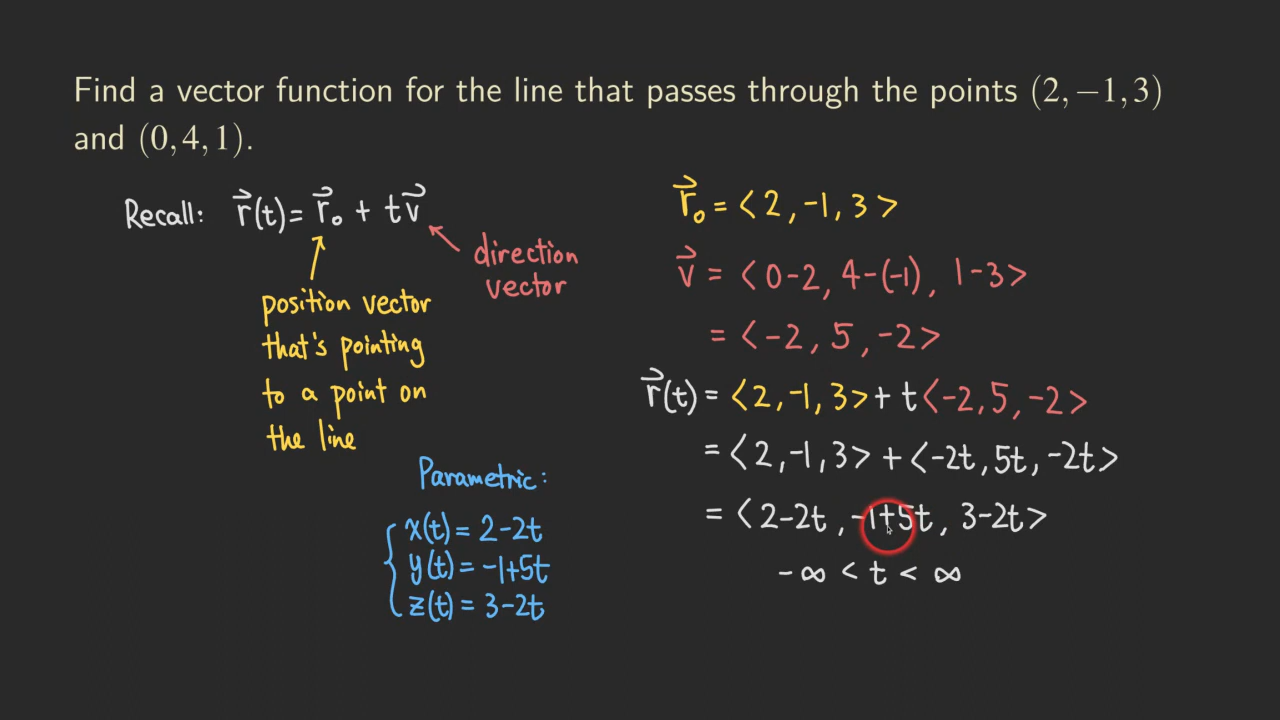 Find a vector function for the line that passes through the points (2, −1, 3)
and (0, 4, 1).
Recall: r⃗(t) = r⃗₀ + tv⃗
direction
vector
position vector
that's pointing
to a point on
the line
Parametric:
x(t) = 2-2t
y(t) = -1+5t
z(t) = 3-2t
r⃗₀ = <2, -1, 3>
v⃗ = <0-2, 4-(-1), 1-3>
= <-2, 5, -2>
r⃗(t) = <2, -1, 3> + t<-2, 5, -2>
= <2, -1, 3> + <-2t, 5t, -2t>
= <2-2t, -1+5t, 3-2t>
-∞ < t < ∞